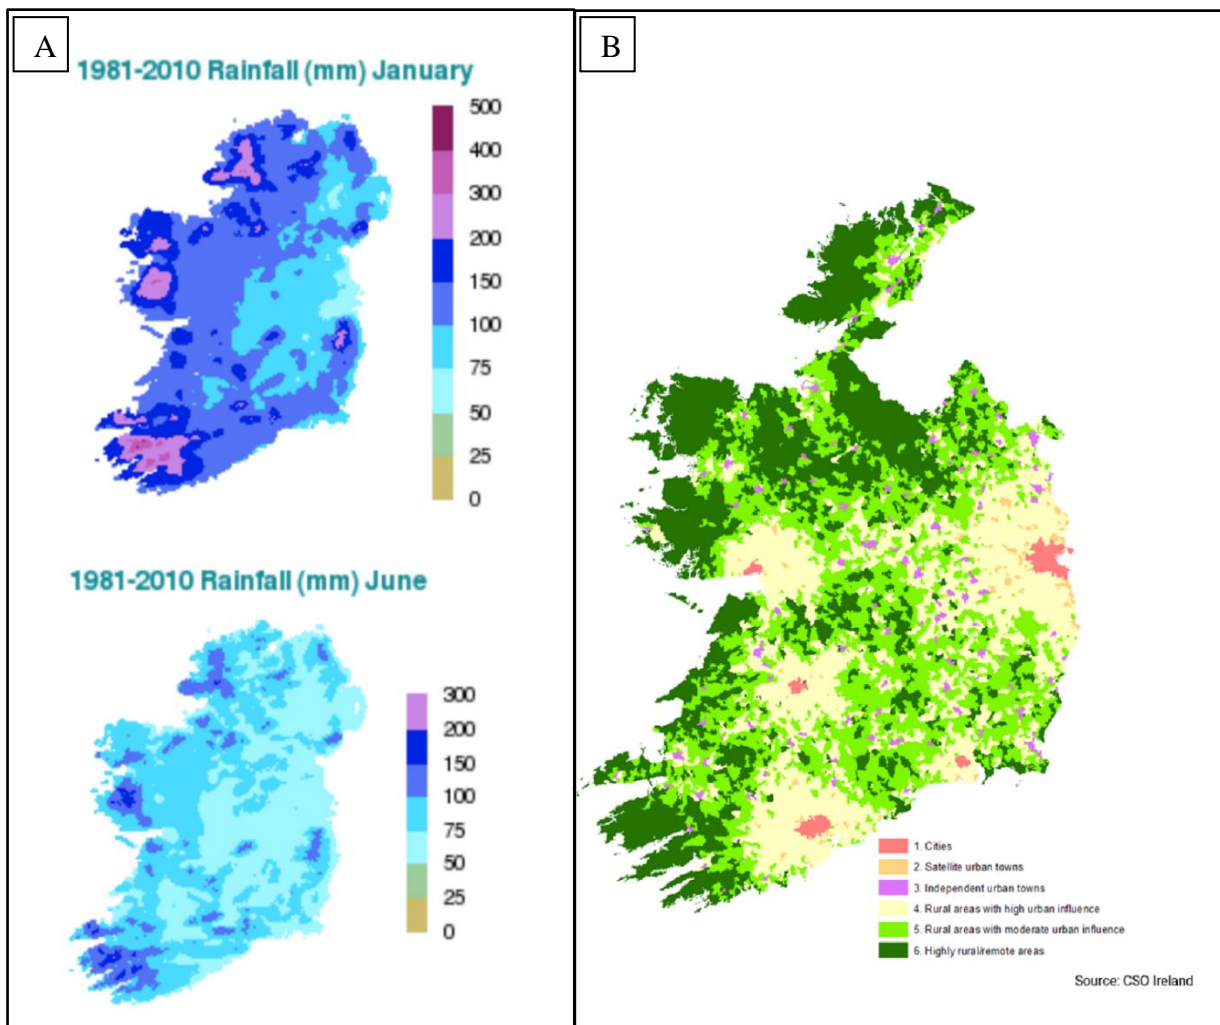 A
1981-2010 Rainfall (mm) January
500
400
300
200
150
100
75
50
25
0
1981-2010 Rainfall (mm) June
300
200
150
100
75
50
25
0
B
1. Cities
2. Satellite urban towns
3. Independent urban towns
4. Rural areas with high urban influence
5. Rural areas with moderate urban influence
6. Highly rural/remote areas
Source: CSO Ireland